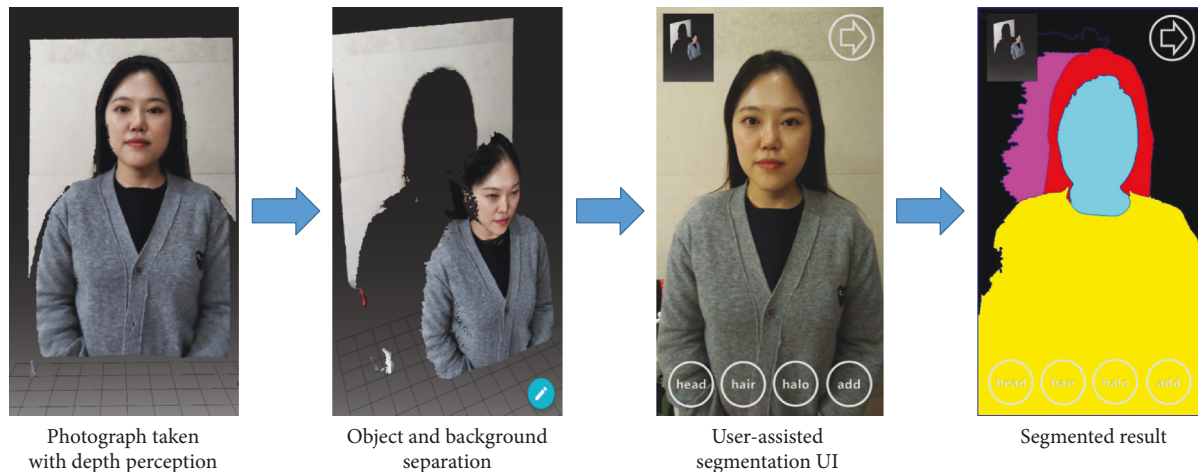 head hair halo add
head hair halo add
Photograph taken
with depth perception
Object and background
separation
User-assisted
segmentation UI
Segmented result